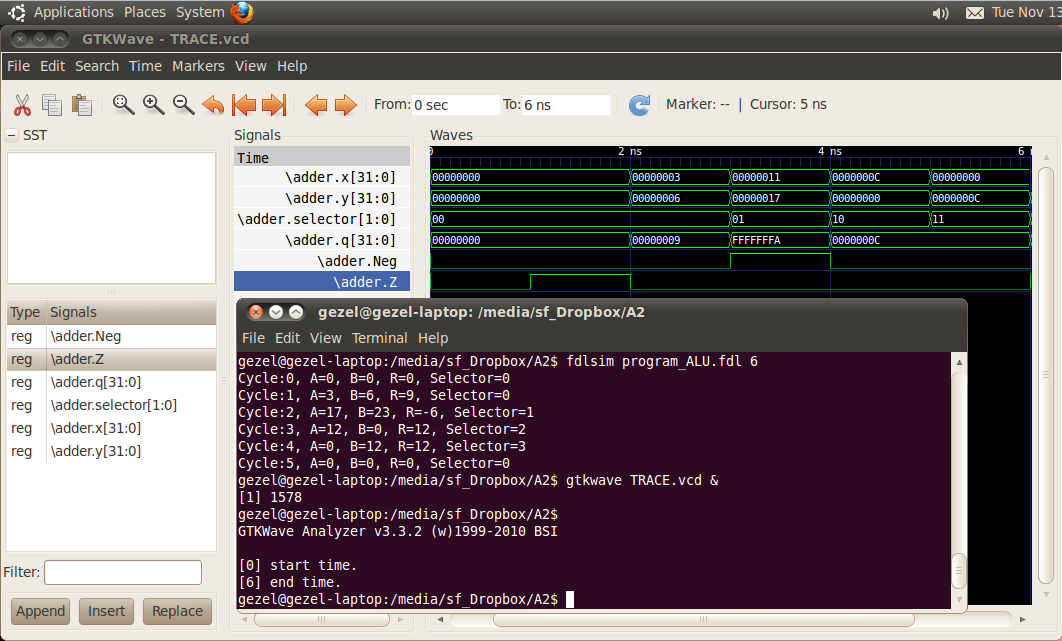 Applications Places System Tue Nov 13
GTKWave - TRACE.vcd
File Edit Search Time Markers View Help
From: 0 sec To: 6 ns Marker: -- | Cursor: 5 ns
SST
Signals
Waves
Time
0 2 ns 4 ns 6
\adder.x[31:0] 00000000 00000003 00000011 0000000C 00000000
\adder.y[31:0] 00000000 00000006 00000017 00000000 0000000C
\adder.selector[1:0] 00 01 10 11
\adder.q[31:0] 00000000 00000009 FFFFFFFA 0000000C
\adder.Neg
\adder.Z
Type Signals
reg \adder.Neg
reg \adder.Z
reg \adder.q[31:0]
reg \adder.selector[1:0]
reg \adder.x[31:0]
reg \adder.y[31:0]
Filter:
Append Insert Replace
gezel@gezel-laptop: /media/sf_Dropbox/A2
File Edit View Terminal Help
gezel@gezel-laptop:/media/sf_Dropbox/A2$ fdlsim program_ALU.fdl 6
Cycle:0, A=0, B=0, R=0, Selector=0
Cycle:1, A=3, B=6, R=9, Selector=0
Cycle:2, A=17, B=23, R=-6, Selector=1
Cycle:3, A=12, B=0, R=12, Selector=2
Cycle:4, A=0, B=12, R=12, Selector=3
Cycle:5, A=0, B=0, R=0, Selector=0
gezel@gezel-laptop:/media/sf_Dropbox/A2$ gtkwave TRACE.vcd &
[1] 1578
gezel@gezel-laptop:/media/sf_Dropbox/A2$
GTKWave Analyzer v3.3.2 (w)1999-2010 BSI
[0] start time.
[6] end time.
gezel@gezel-laptop:/media/sf_Dropbox/A2$